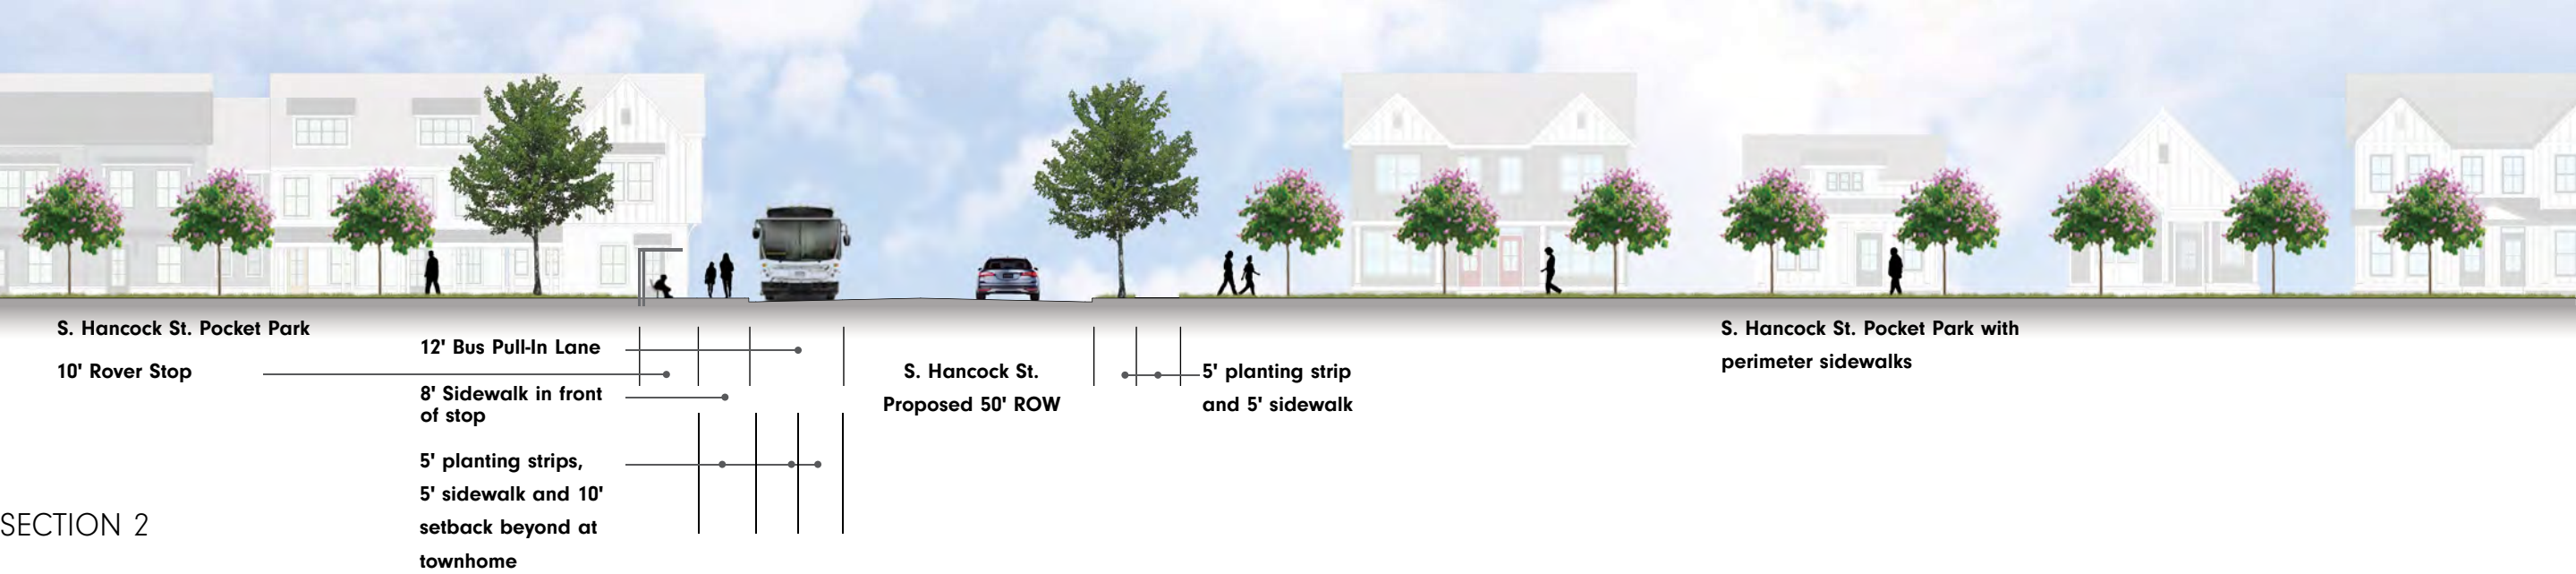 S. Hancock St. Pocket Park
10' Rover Stop
12' Bus Pull-In Lane
8' Sidewalk in front
of stop
5' planting strips,
5' sidewalk and 10'
setback beyond at
townhome
S. Hancock St.
Proposed 50' ROW
5' planting strip
and 5' sidewalk
S. Hancock St. Pocket Park with
perimeter sidewalks
SECTION 2